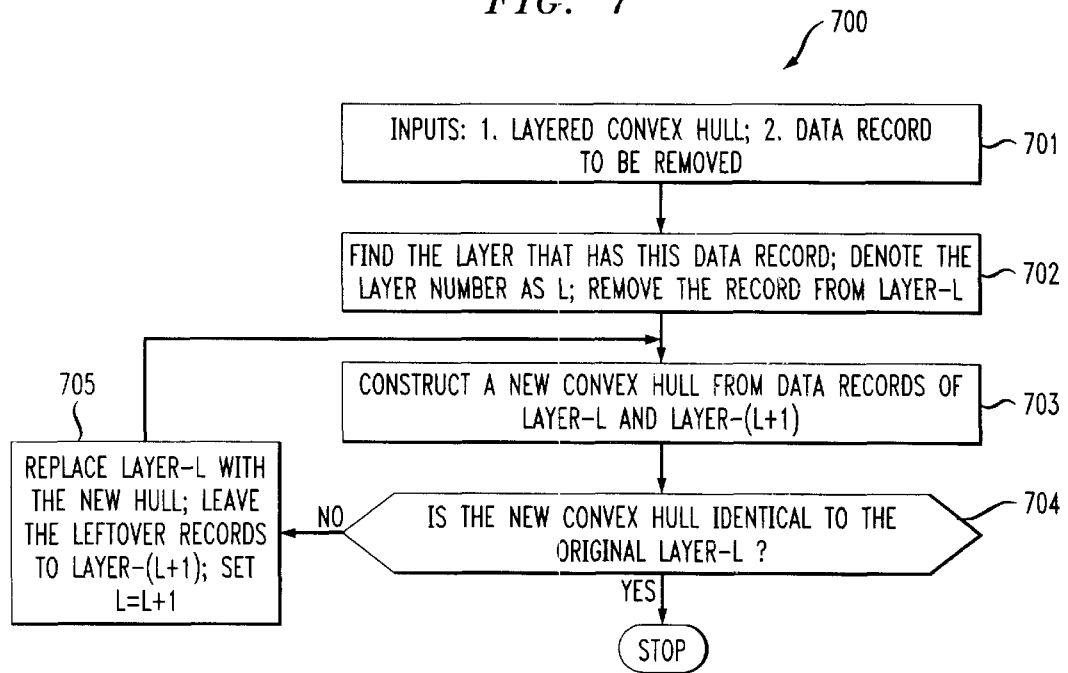 FIG. 7
700
INPUTS: 1. LAYERED CONVEX HULL; 2. DATA RECORD
TO BE REMOVED
701
FIND THE LAYER THAT HAS THIS DATA RECORD; DENOTE THE
LAYER NUMBER AS L; REMOVE THE RECORD FROM LAYER-L
702
CONSTRUCT A NEW CONVEX HULL FROM DATA RECORDS OF
LAYER-L AND LAYER-(L+1)
703
705
REPLACE LAYER-L WITH
THE NEW HULL; LEAVE
THE LEFTOVER RECORDS
TO LAYER-(L+1); SET
L=L+1
NO
IS THE NEW CONVEX HULL IDENTICAL TO THE
ORIGINAL LAYER-L ?
704
YES
STOP